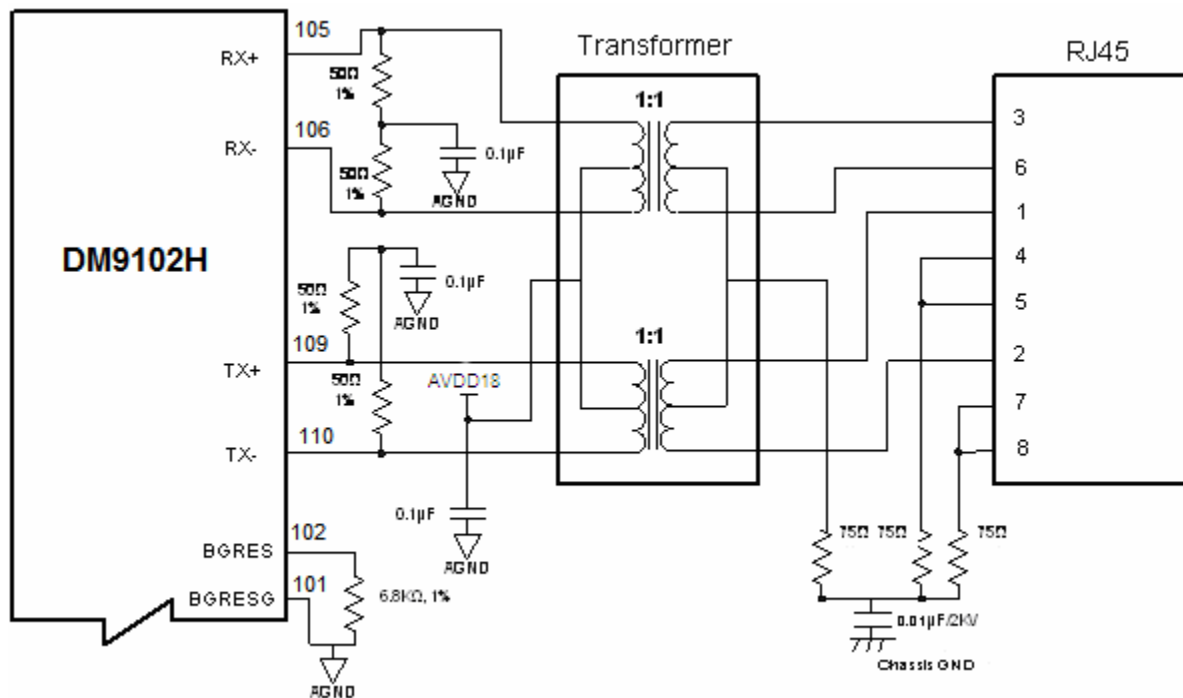 DM9102H
RX+
105
RX-
106
50Ω
1%
50Ω
1%
0.1µF
AGND
50Ω
1%
0.1µF
AGND
TX+
109
50Ω
1%
TX-
110
AVDD18
0.1µF
AGND
BGRES
102
BGRESG
101
6.8KΩ, 1%
AGND
Transformer
1:1
1:1
RJ45
3
6
1
4
5
2
7
8
75Ω
75Ω
75Ω
0.01µF/2KV
Chassis GND